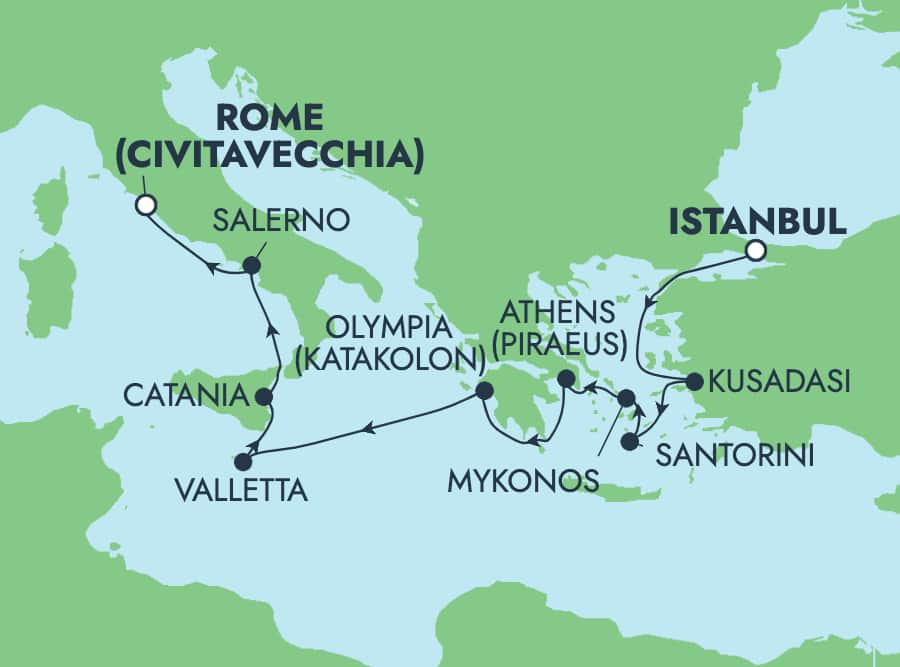 ROME
(CIVITAVECCHIA)
SALERNO
ISTANBUL
ATHENS
(PIRAEUS)
OLYMPIA
(KATAKOLON)
CATANIA
KUSADASI
SANTORINI
MYKONOS
VALLETTA